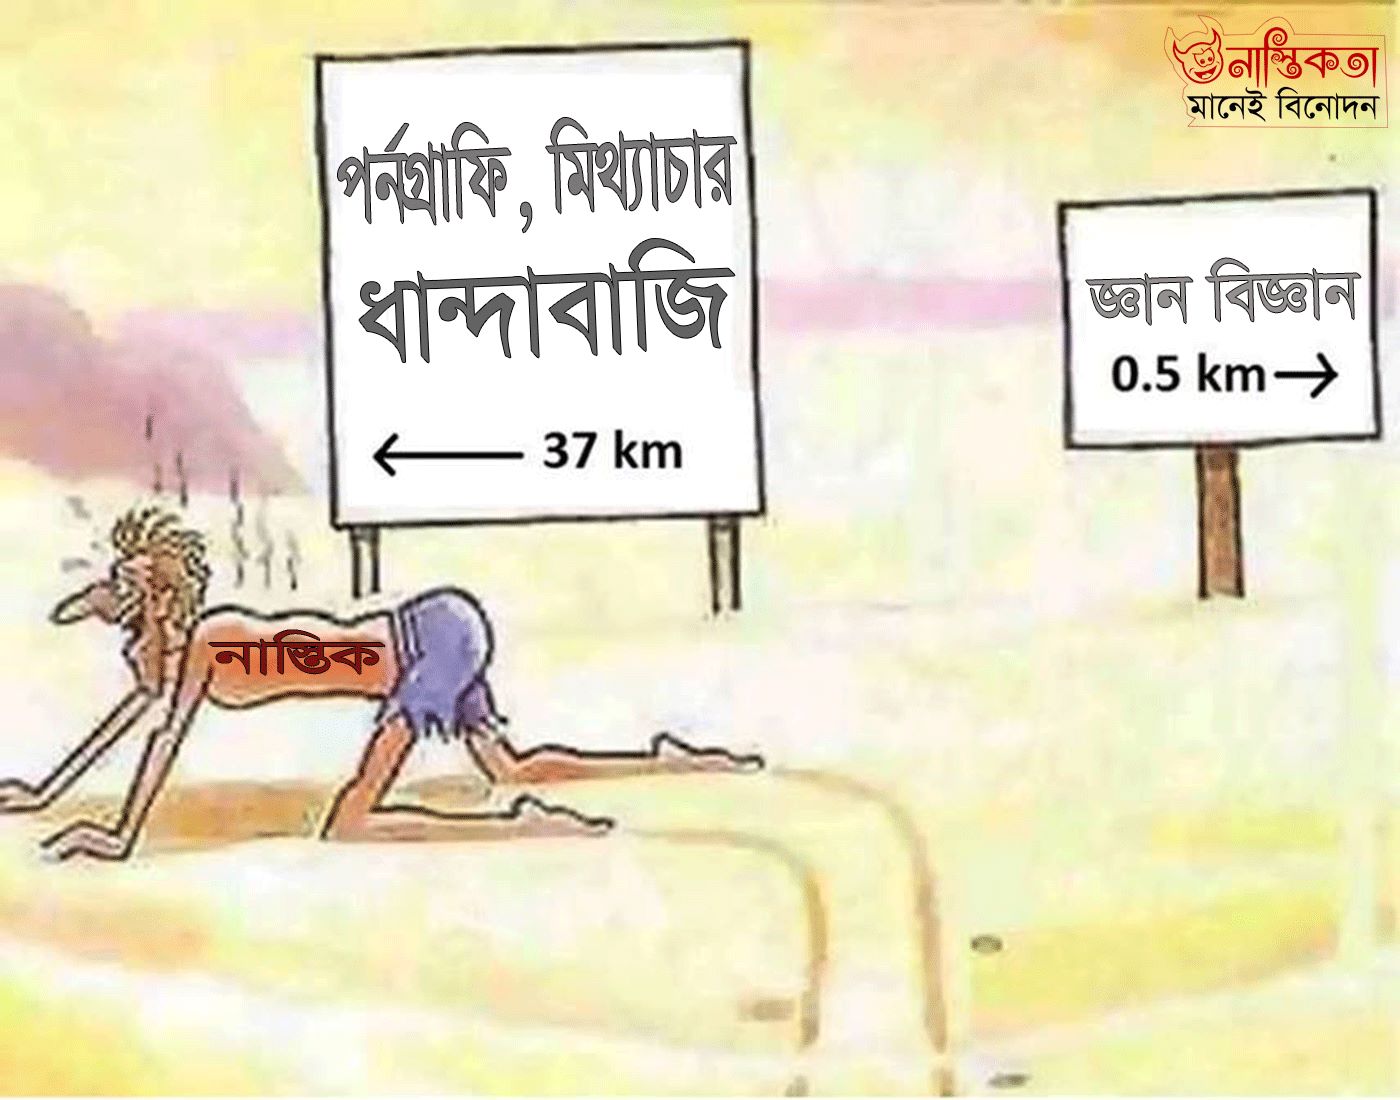 নাস্তিকতা
মানেই বিনোদন
পর্নগ্রাফি, মিথ্যাচার
ধান্দাবাজি
← 37 km
জ্ঞান বিজ্ঞান
0.5 km →
নাস্তিক